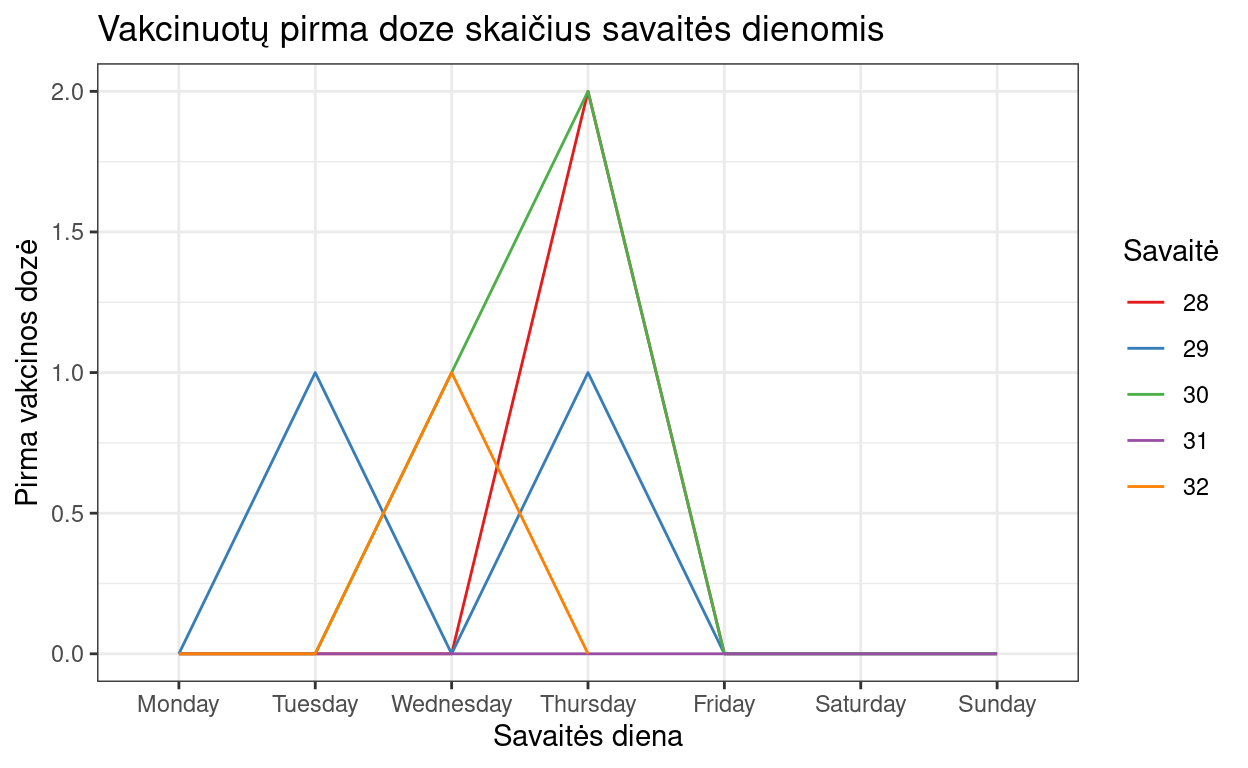 Vakcinuotų pirma doze skaičius savaitės dienomis
Pirma vakcinos dozė
2.0
1.5
1.0
0.5
0.0
Monday Tuesday Wednesday Thursday Friday Saturday Sunday
Savaitės diena
Savaitė
28
29
30
31
32